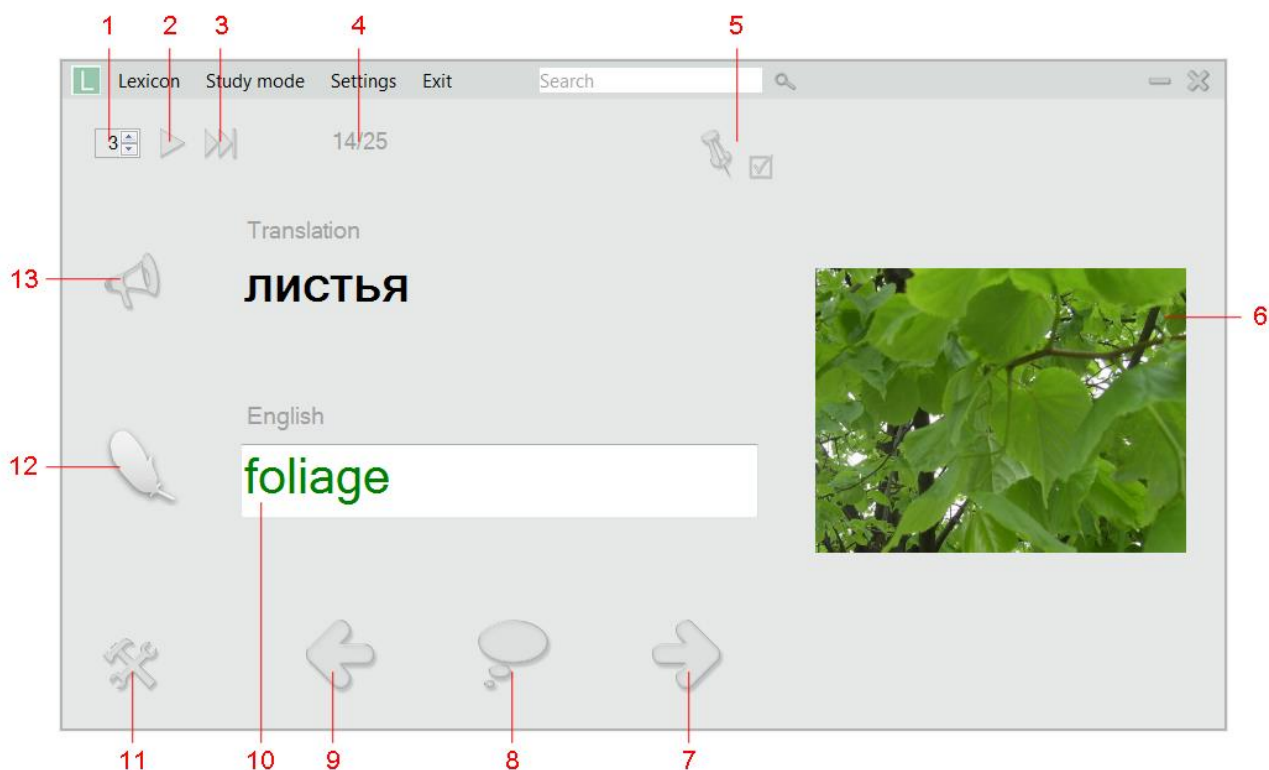 1 2 3 4 5
L Lexicon Study mode Settings Exit Search
3 14/25
Translation
13
листья
6
English
12
foliage
11 10 9 8 7